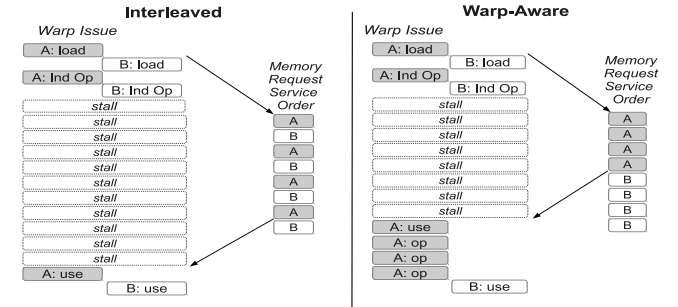 Interleaved
Warp Issue
A: load
B: load
A: Ind Op
B: Ind Op
stall
stall
stall
stall
stall
stall
stall
stall
stall
stall
stall
A: use
B: use
Memory
Request
Service
Order
A
B
A
B
A
B
A
B
Warp-Aware
Warp Issue
A: load
B: load
A: Ind Op
B: Ind Op
stall
stall
stall
stall
stall
stall
stall
stall
A: use
A: op
A: op
A: op
B: use
Memory
Request
Service
Order
A
A
A
A
B
B
B
B